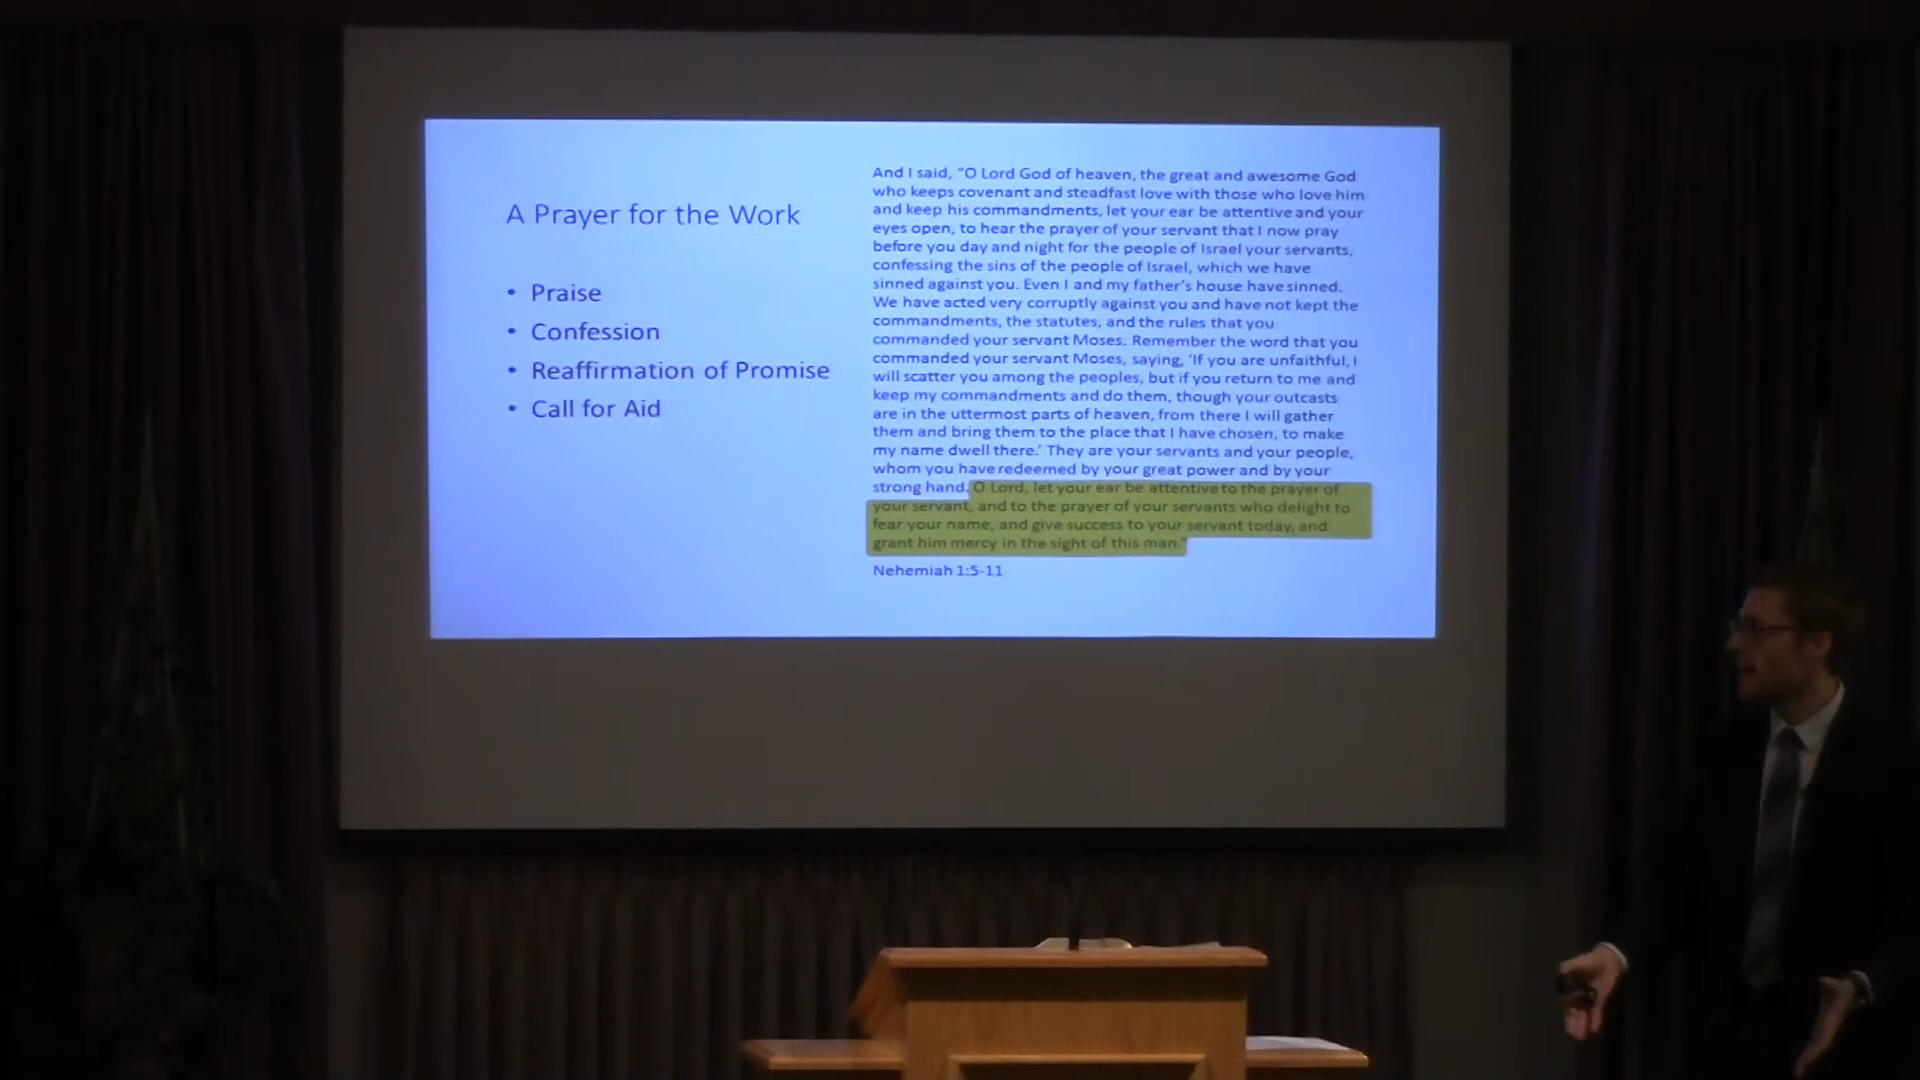 A Prayer for the Work
• Praise
• Confession
• Reaffirmation of Promise
• Call for Aid
And I said, "O Lord God of heaven, the great and awesome God
who keeps covenant and steadfast love with those who love him
and keep his commandments, let your ear be attentive and your
eyes open, to hear the prayer of your servant that I now pray
before you day and night for the people of Israel your servants,
confessing the sins of the people of Israel, which we have
sinned against you. Even I and my father's house have sinned.
We have acted very corruptly against you and have not kept the
commandments, the statutes, and the rules that you
commanded your servant Moses. Remember the word that you
commanded your servant Moses, saying, 'If you are unfaithful, I
will scatter you among the peoples, but if you return to me and
keep my commandments and do them, though your outcasts
are in the uttermost parts of heaven, from there I will gather
them and bring them to the place that I have chosen, to make
my name dwell there.' They are your servants and your people,
whom you have redeemed by your great power and by your
strong hand. O Lord, let your ear be attentive to the prayer of
your servant, and to the prayer of your servants who delight to
fear your name, and give success to your servant today, and
grant him mercy in the sight of this man."
Nehemiah 1:5-11